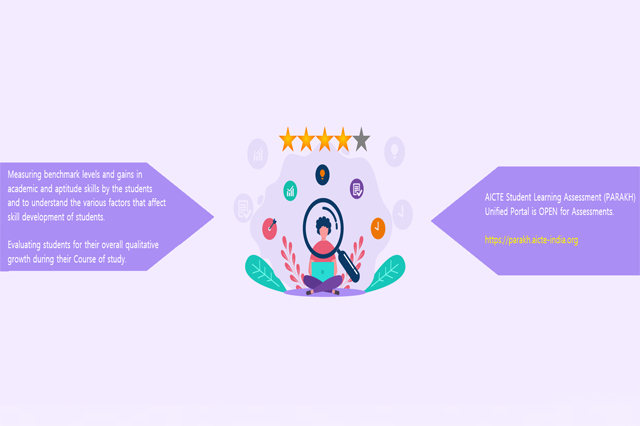 Measuring benchmark levels and gains in
academic and aptitude skills by the students
and to understand the various factors that affect
skill development of students.
Evaluating students for their overall qualitative
growth during their Course of study.
AICTE Student Learning Assessment (PARAKH)
Unified Portal is OPEN for Assessments.
https://parakh.aicte-india.org